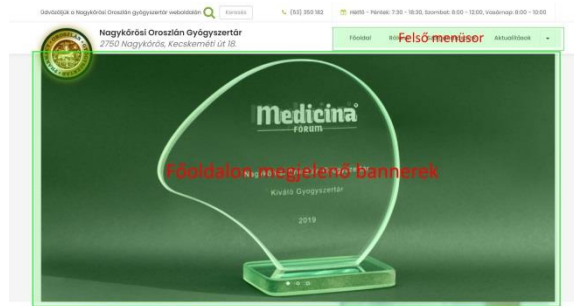 Üdvözöljük a Nagykőrösi Oroszlán gyógyszertár weboldalán
Keresés
(53) 350 162
Hétfő - Péntek: 7:30 - 18:30, Szombat: 8:00 - 12:00, Vasárnap: 8:00 - 10:00
Nagykőrösi Oroszlán Gyógyszertár
2750 Nagykőrös, Kecskeméti út 18.
Főoldal
Felső menüsor
Aktualitások
Medicina
FÓRUM
Főoldalon megjelenő bannerek
Kiváló Gyógyszertár
2019